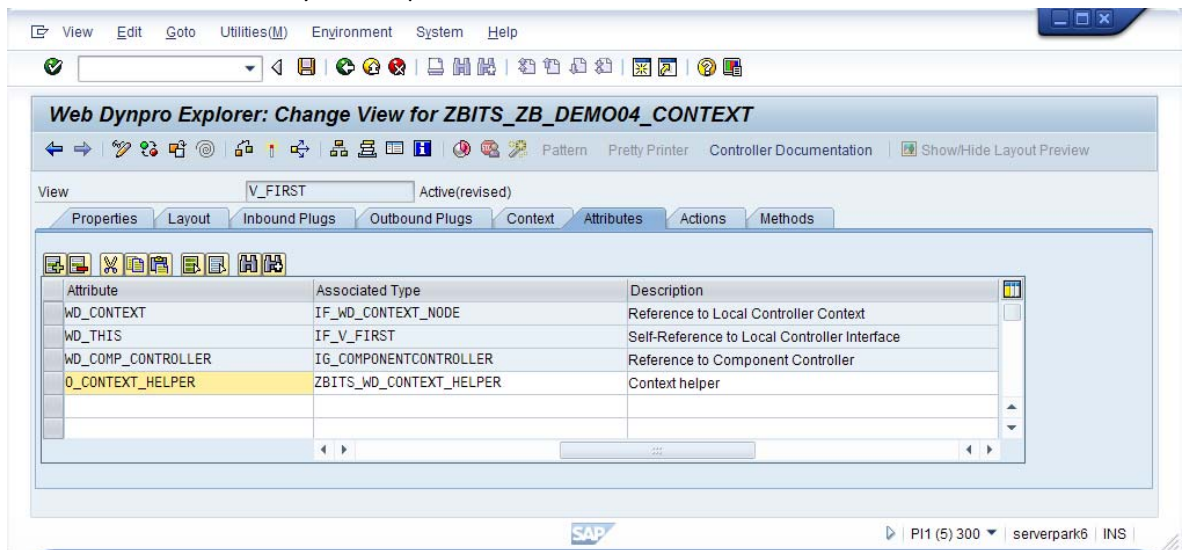 View Edit Goto Utilities(M) Environment System Help
Web Dynpro Explorer: Change View for ZBITS_ZB_DEMO04_CONTEXT
Pattern Pretty Printer Controller Documentation Show/Hide Layout Preview
View V_FIRST Active(revised)
Properties Layout Inbound Plugs Outbound Plugs Context Attributes Actions Methods
Attribute Associated Type Description
WD_CONTEXT IF_WD_CONTEXT_NODE Reference to Local Controller Context
WD_THIS IF_V_FIRST Self-Reference to Local Controller Interface
WD_COMP_CONTROLLER IG_COMPONENTCONTROLLER Reference to Component Controller
O_CONTEXT_HELPER ZBITS_WD_CONTEXT_HELPER Context helper
SAP PI1 (5) 300 serverpark6 INS